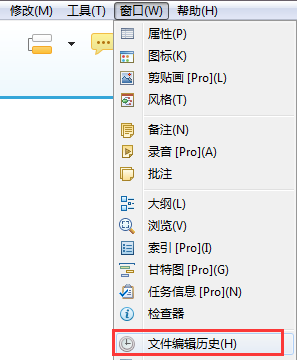 修改(M) 工具(T) 窗口(W) 帮助(H)
属性(P)
图标(K)
剪贴画 [Pro](L)
风格(T)
备注(N)
录音 [Pro](A)
批注
大纲(L)
浏览(V)
索引 [Pro](I)
甘特图 [Pro](G)
任务信息 [Pro](N)
检查器
文件编辑历史(H)